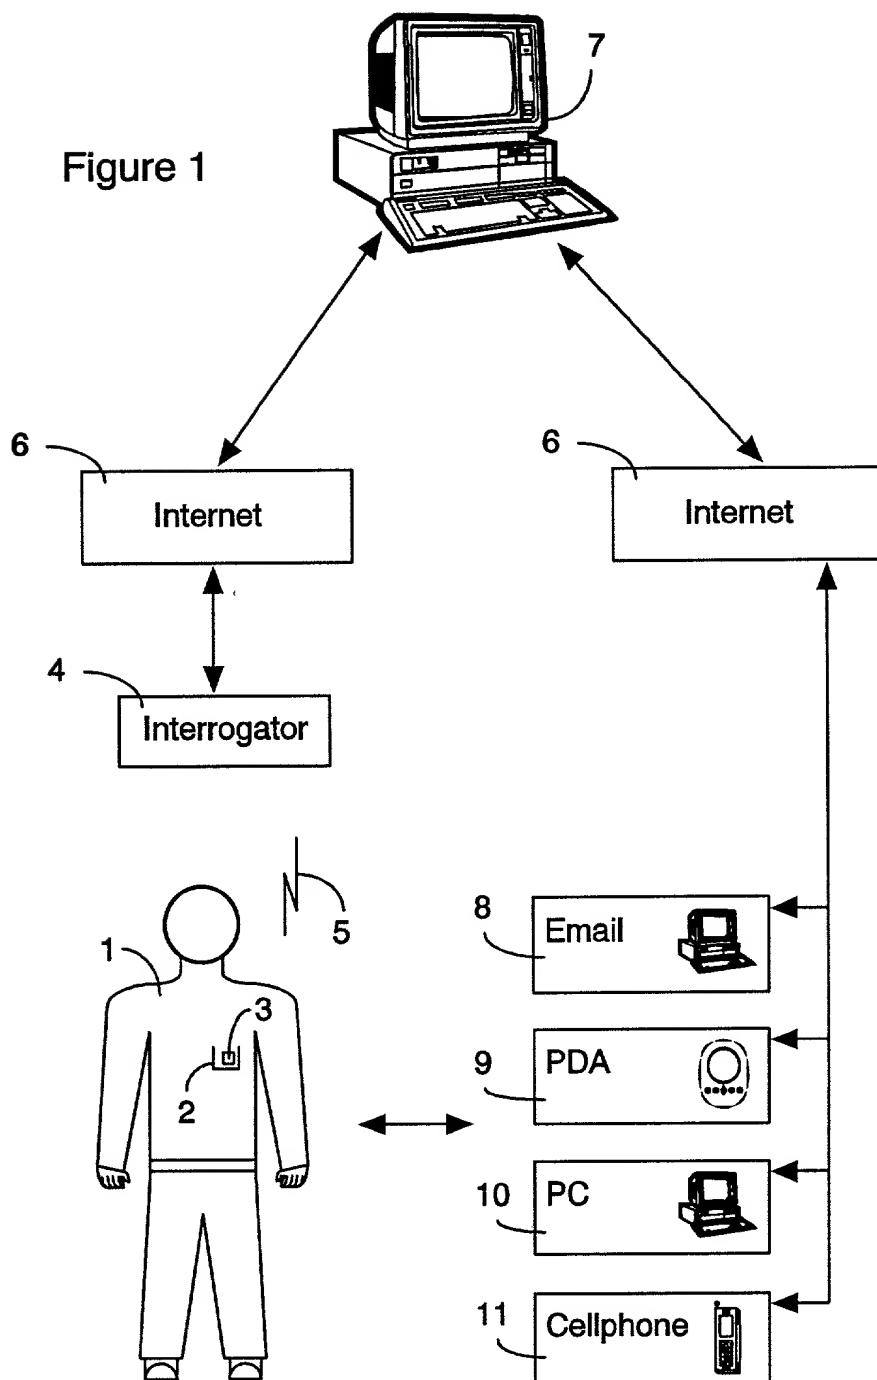 7
Figure 1
6
Internet
6
Internet
4
Interrogator
5
1
3
2
8
Email
9
PDA
10
PC
11
Cellphone